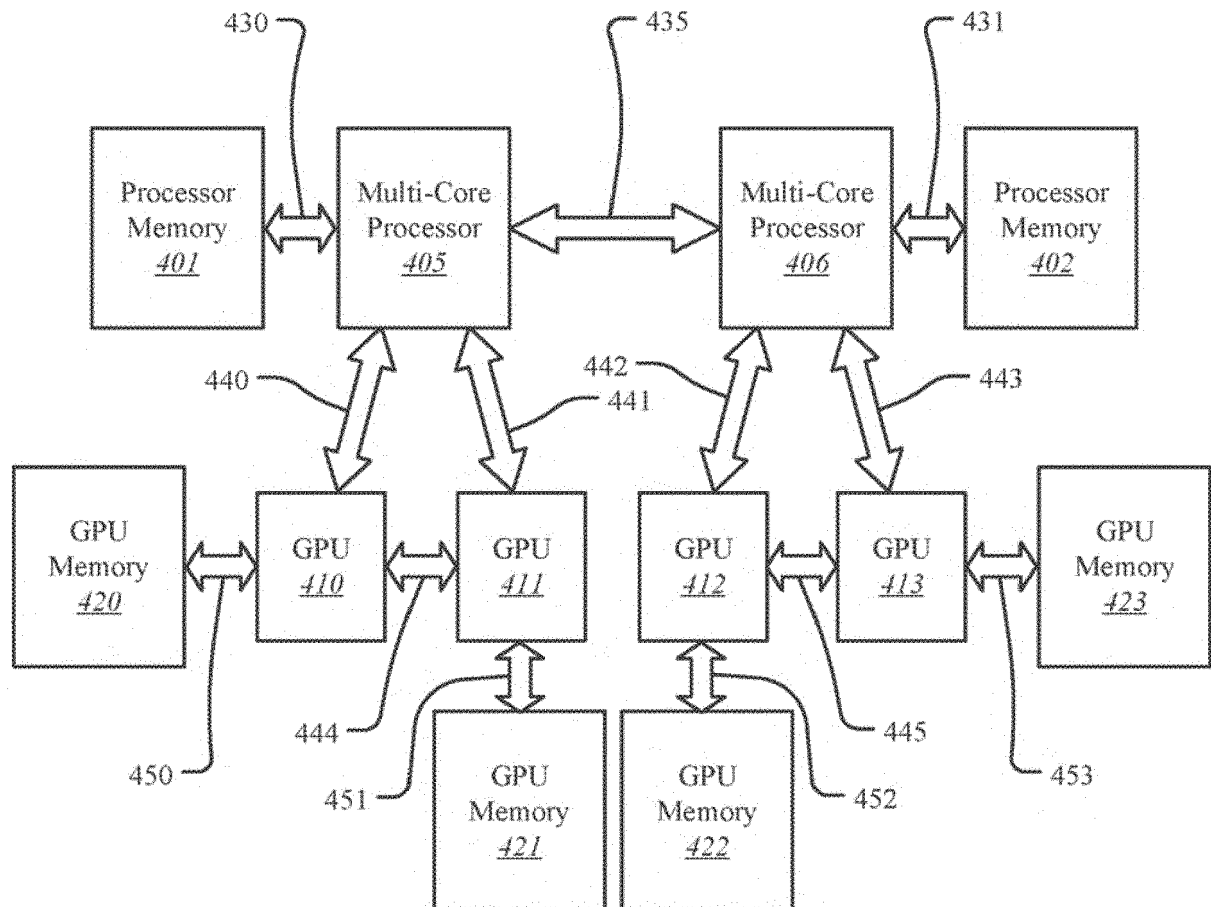 430
435
431
Processor
Memory
401
Multi-Core
Processor
405
Multi-Core
Processor
406
Processor
Memory
402
440
441
442
443
GPU
Memory
420
GPU
410
GPU
411
GPU
412
GPU
413
GPU
Memory
423
450
444
451
445
452
453
GPU
Memory
421
GPU
Memory
422